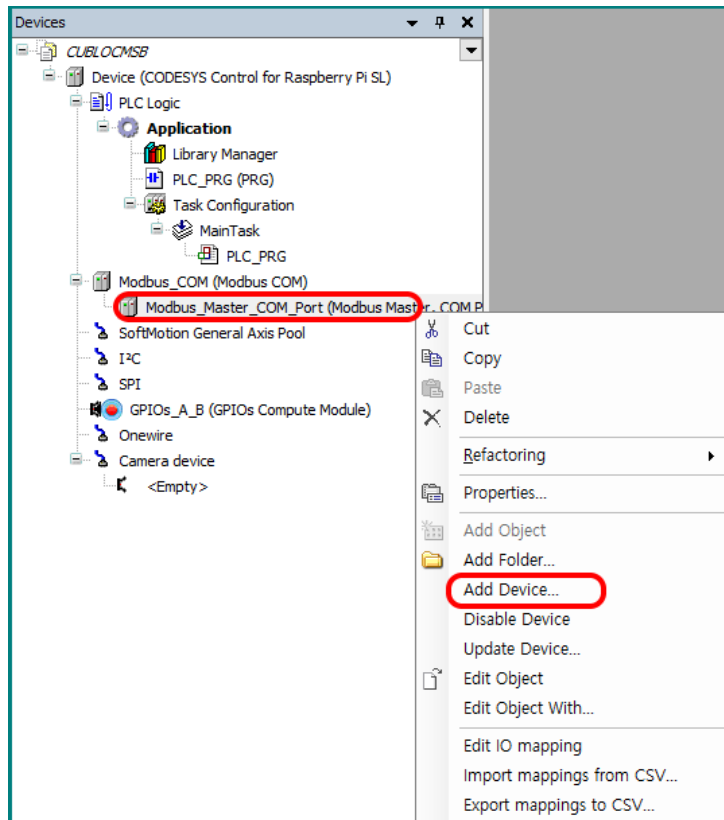 Devices
CUBLOCMSB
Device (CODESYS Control for Raspberry Pi SL)
PLC Logic
Application
Library Manager
PLC_PRG (PRG)
Task Configuration
MainTask
PLC_PRG
Modbus_COM (Modbus COM)
Modbus_Master_COM_Port (Modbus Master, COM P
SoftMotion General Axis Pool
I²C
SPI
GPIOs_A_B (GPIOs Compute Module)
Onewire
Camera device
<Empty>
Cut
Copy
Paste
Delete
Refactoring
Properties...
Add Object
Add Folder...
Add Device...
Disable Device
Update Device...
Edit Object
Edit Object With...
Edit IO mapping
Import mappings from CSV...
Export mappings to CSV...